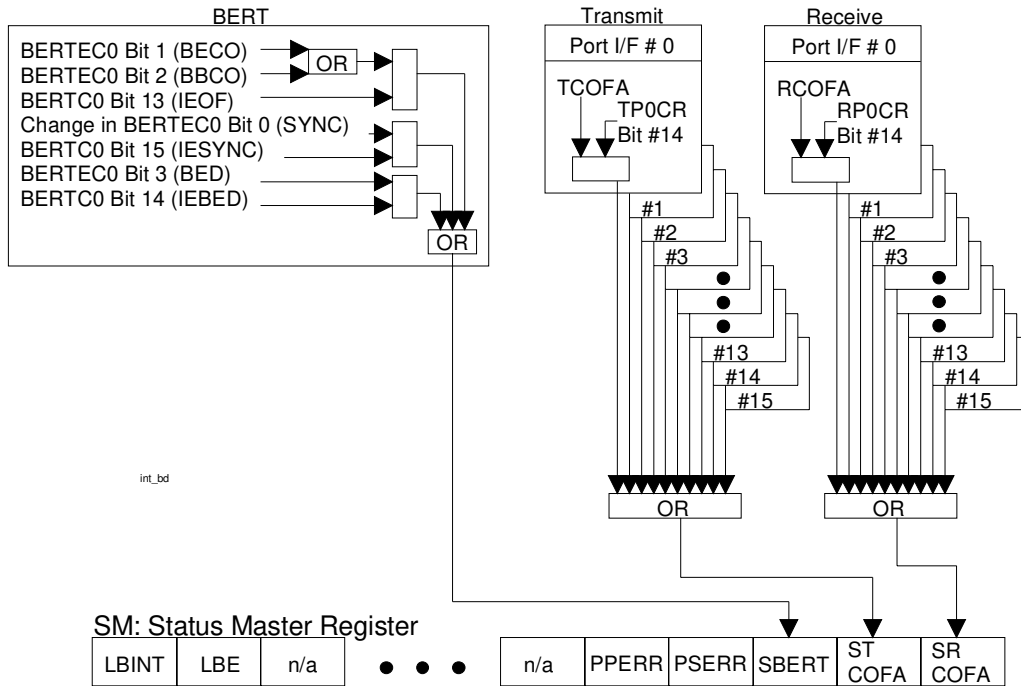 BERT
BERTEC0 Bit 1 (BECO)
BERTEC0 Bit 2 (BBCO)
OR
BERTC0 Bit 13 (IEOF)
Change in BERTEC0 Bit 0 (SYNC)
BERTC0 Bit 15 (IESYNC)
BERTEC0 Bit 3 (BED)
BERTC0 Bit 14 (IEBED)
OR
Transmit
Port I/F # 0
TCOFA
TP0CR
Bit #14
#1
#2
#3
#13
#14
#15
OR
Receive
Port I/F # 0
RCOFA
RP0CR
Bit #14
#1
#2
#3
#13
#14
#15
OR
int_bd
SM: Status Master Register
LBINT LBE n/a n/a PPERR PSERR SBERT ST COFA SR COFA